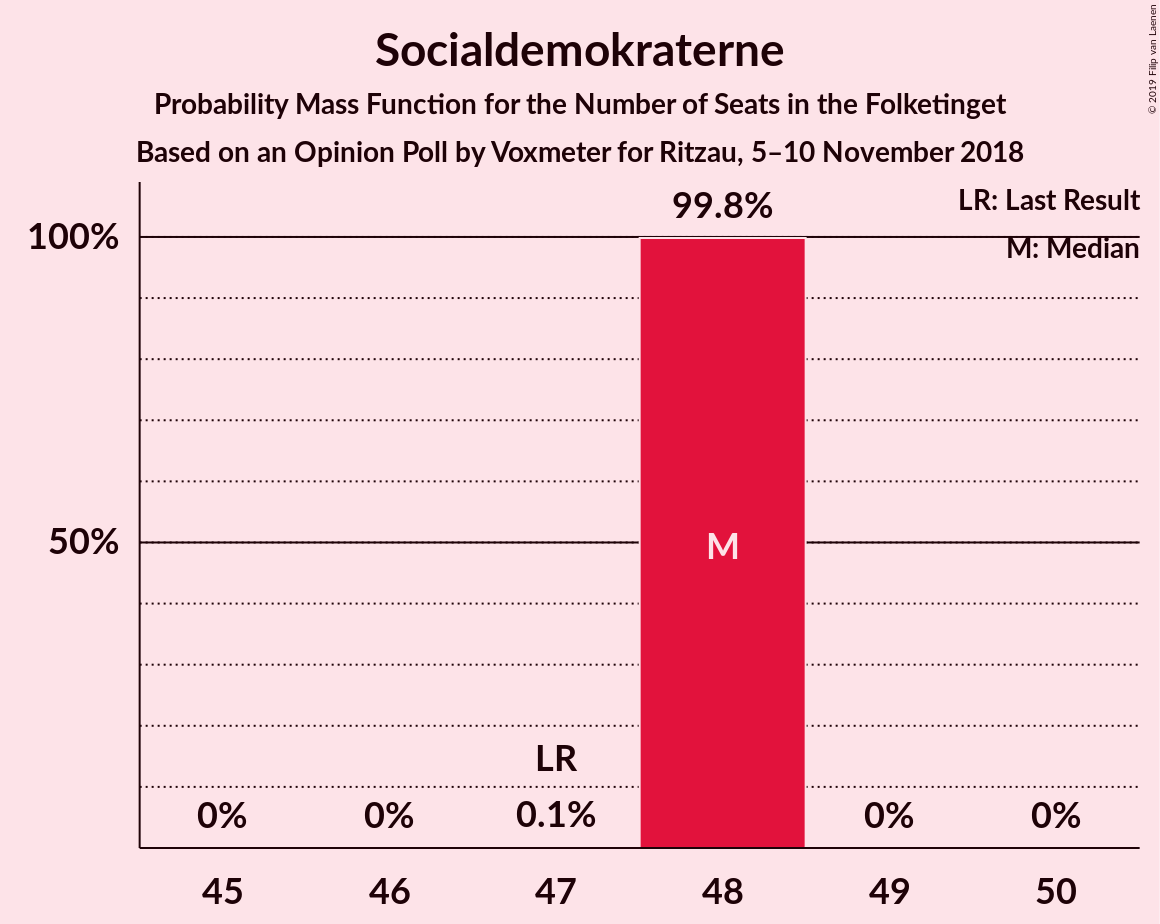 Socialdemokraterne
Probability Mass Function for the Number of Seats in the Folketinget
Based on an Opinion Poll by Voxmeter for Ritzau, 5–10 November 2018
© 2019 Filip van Laenen
99.8%
LR: Last Result
M: Median
100%
50%
M
LR
0% 0% 0.1% 0% 0%
45 46 47 48 49 50